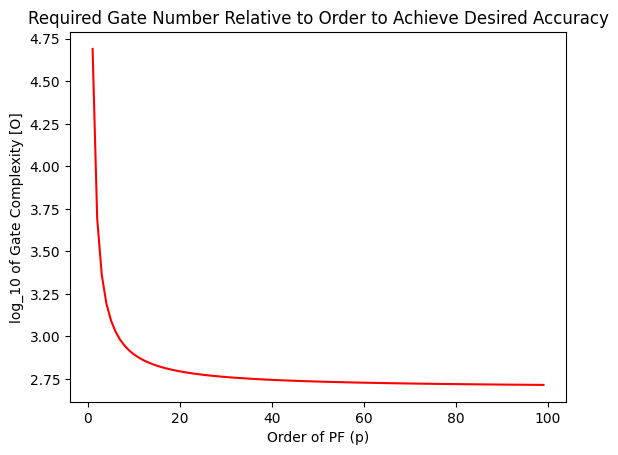 Required Gate Number Relative to Order to Achieve Desired Accuracy
4.75
4.50
4.25
4.00
3.75
3.50
3.25
3.00
2.75
log_10 of Gate Complexity [O]
0 20 40 60 80 100
Order of PF (p)